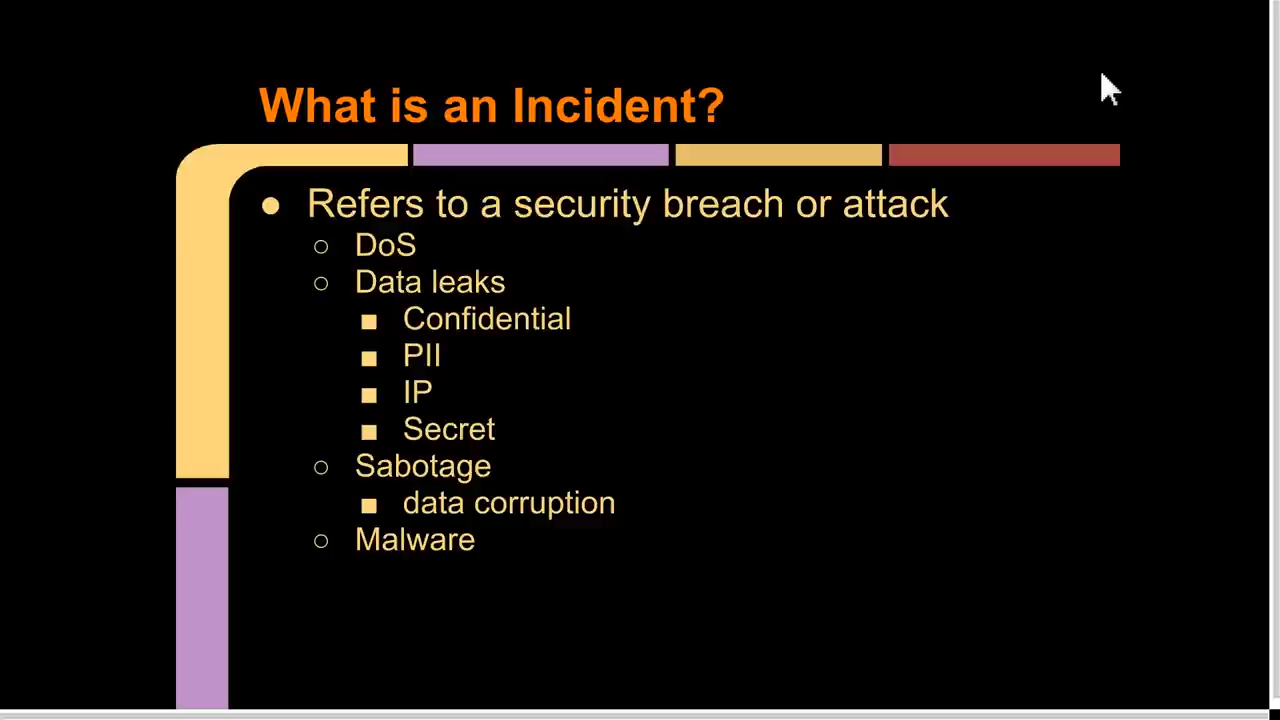 What is an Incident?
● Refers to a security breach or attack
○ DoS
○ Data leaks
■ Confidential
■ PII
■ IP
■ Secret
○ Sabotage
■ data corruption
○ Malware